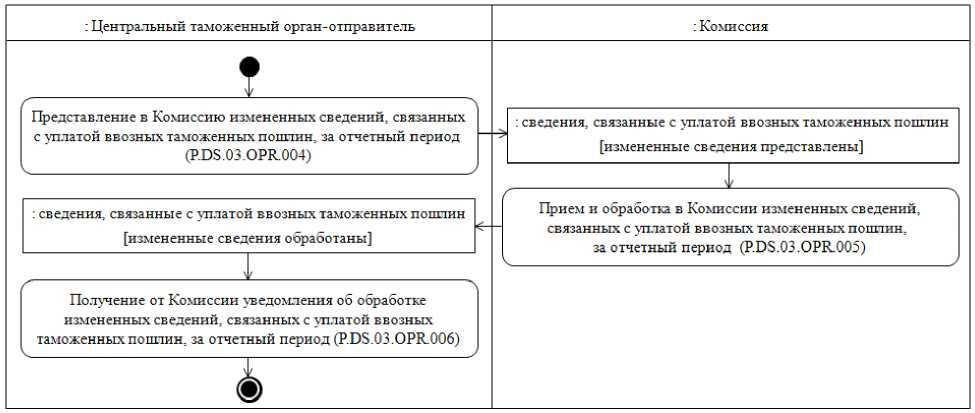 : Центральный таможенный орган-отправитель
: Комиссия
Представление в Комиссию измененных сведений, связанных
с уплатой ввозных таможенных пошлин, за отчетный период
(P.DS.03.OPR.004)
: сведения, связанные с уплатой ввозных таможенных пошлин
[измененные сведения представлены]
Прием и обработка в Комиссии измененных сведений,
связанных с уплатой ввозных таможенных пошлин,
за отчетный период (P.DS.03.OPR.005)
: сведения, связанные с уплатой ввозных таможенных пошлин
[измененные сведения обработаны]
Получение от Комиссии уведомления об обработке
измененных сведений, связанных с уплатой ввозных
таможенных пошлин, за отчетный период (P.DS.03.OPR.006)